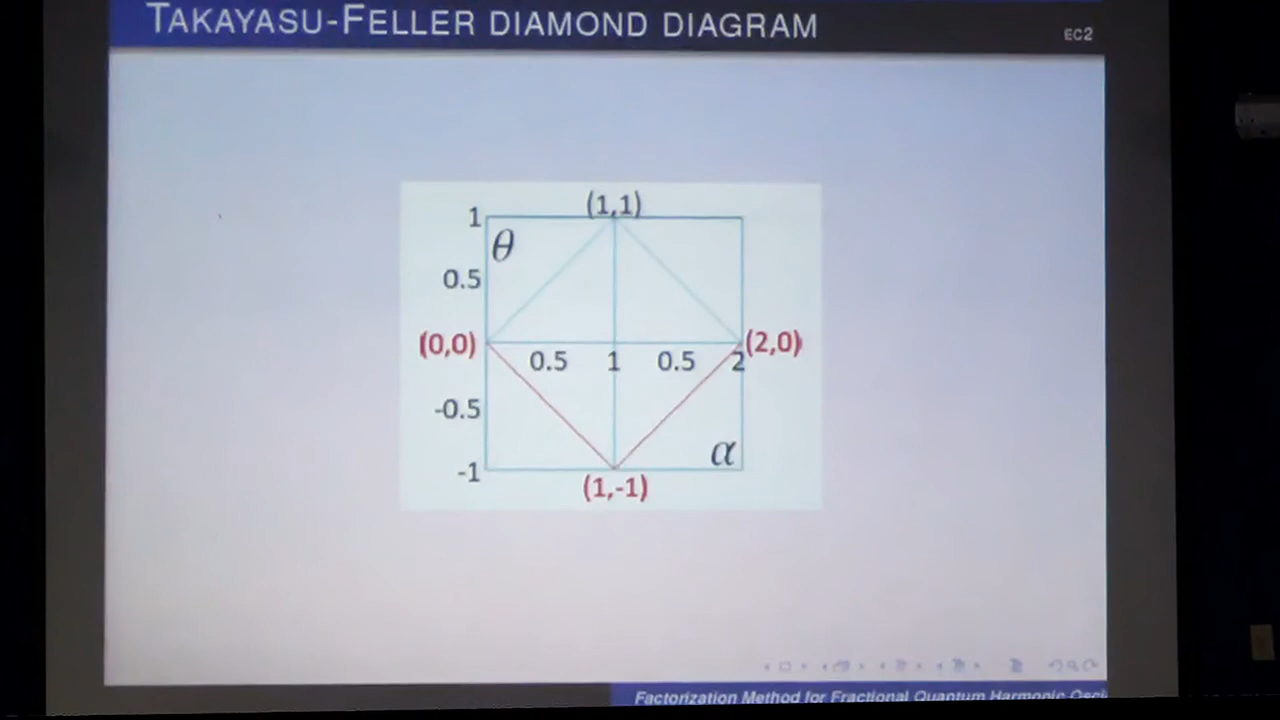 TAKAYASU-FELLER DIAMOND DIAGRAM
EC2
(1,1)
1
θ
0.5
(0,0)
(2,0)
0.5 1 0.5 2
-0.5
α
-1
(1,-1)
Factorization Method for Fractional Quantum Harmonic